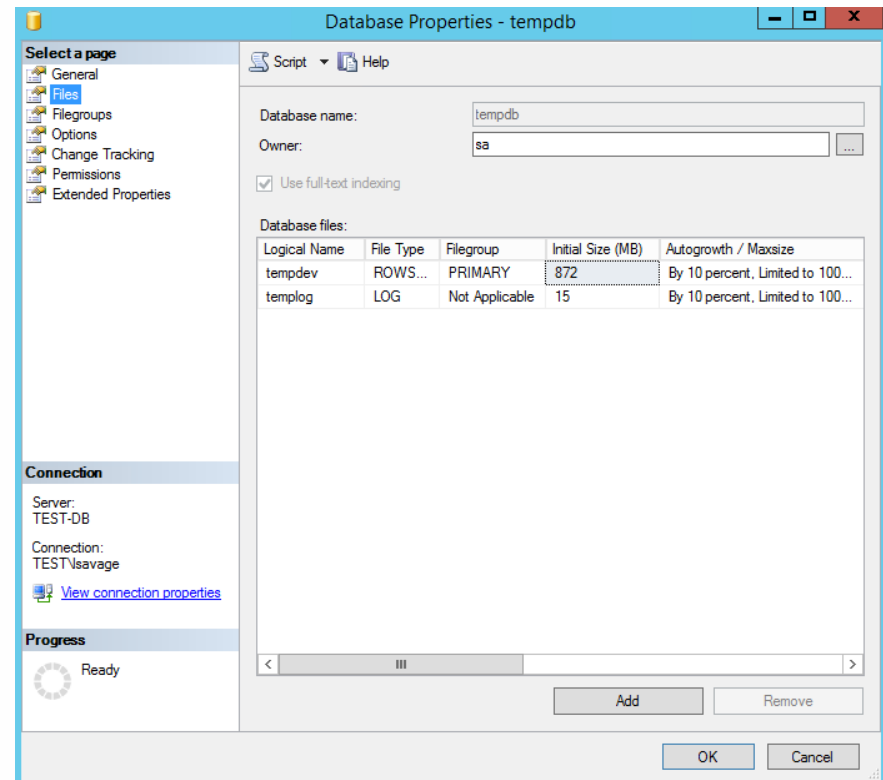 Database Properties - tempdb
Select a page
General
Files
Filegroups
Options
Change Tracking
Permissions
Extended Properties
Script Help
Database name: tempdb
Owner: sa ...
Use full-text indexing
Database files:
Logical Name File Type Filegroup Initial Size (MB) Autogrowth / Maxsize
tempdev ROWS... PRIMARY 872 By 10 percent, Limited to 100...
templog LOG Not Applicable 15 By 10 percent, Limited to 100...
Connection
Server:
TEST-DB
Connection:
TEST\lsavage
View connection properties
Progress
Ready
Add Remove
OK Cancel